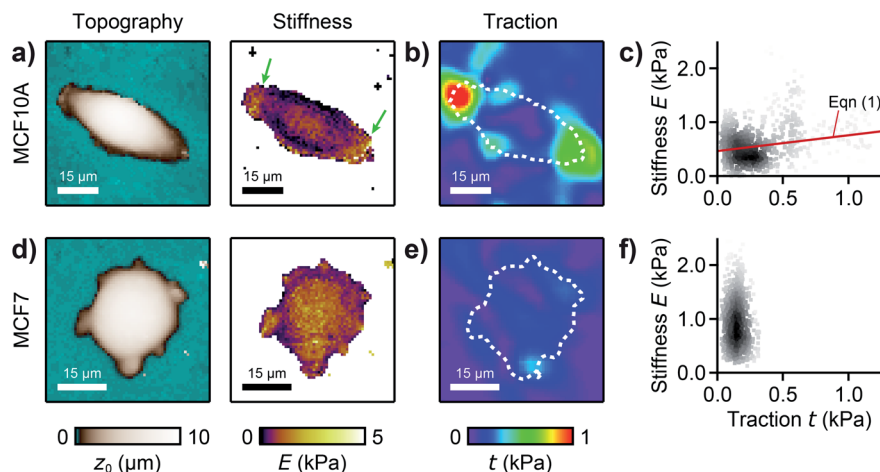 Topography Stiffness Traction
a) b) c)
MCF10A
15 µm 15 µm 15 µm
Stiffness E (kPa)
2.0
1.0
0.0
Eqn (1)
0.0 0.5 1.0
d) e) f)
MCF7
15 µm 15 µm 15 µm
Stiffness E (kPa)
2.0
1.0
0.0
0.0 0.5 1.0
Traction t (kPa)
0 10 0 5 0 1
z₀ (µm) E (kPa) t (kPa)